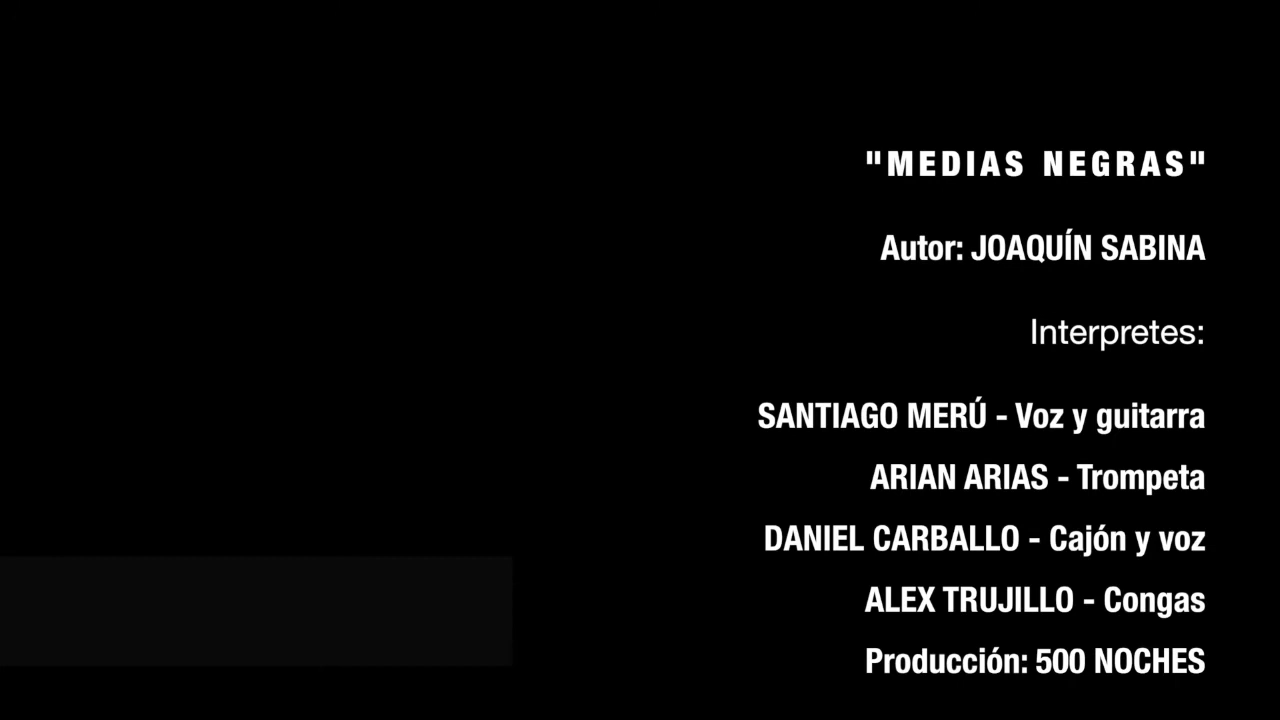 "MEDIAS NEGRAS"
Autor: JOAQUÍN SABINA
Interpretes:
SANTIAGO MERÚ - Voz y guitarra
ARIAN ARIAS - Trompeta
DANIEL CARBALLO - Cajón y voz
ALEX TRUJILLO - Congas
Producción: 500 NOCHES